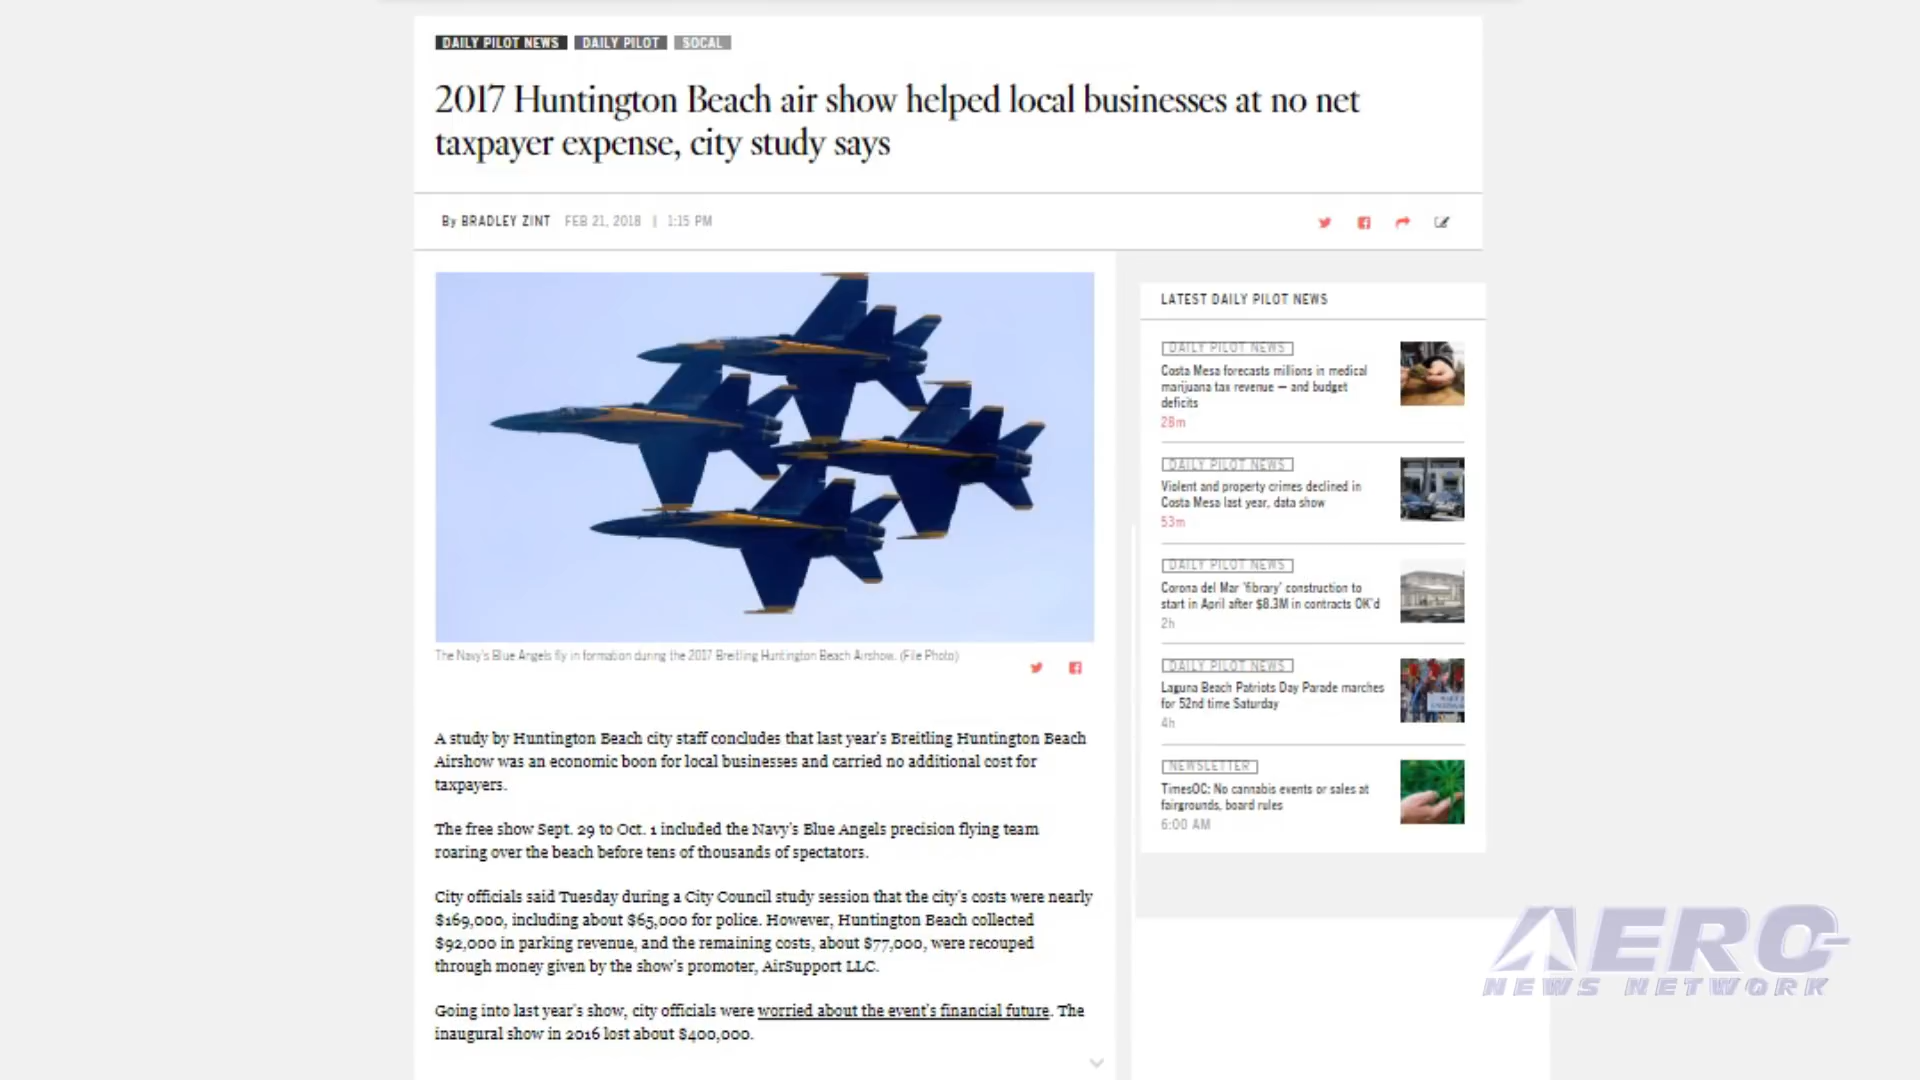 DAILY PILOT NEWS DAILY PILOT SOCAL
2017 Huntington Beach air show helped local businesses at no net
taxpayer expense, city study says
By BRADLEY ZINT FEB 21, 2018 | 1:15 PM
The Navy's Blue Angels fly in formation during the 2017 Breitling Huntington Beach Airshow. (File Photo)
A study by Huntington Beach city staff concludes that last year's Breitling Huntington Beach
Airshow was an economic boon for local businesses and carried no additional cost for
taxpayers.
The free show Sept. 29 to Oct. 1 included the Navy's Blue Angels precision flying team
roaring over the beach before tens of thousands of spectators.
City officials said Tuesday during a City Council study session that the city's costs were nearly
$169,000, including about $65,000 for police. However, Huntington Beach collected
$92,000 in parking revenue, and the remaining costs, about $77,000, were recouped
through money given by the show's promoter, AirSupport LLC.
Going into last year's show, city officials were worried about the event's financial future. The
inaugural show in 2016 lost about $400,000.
LATEST DAILY PILOT NEWS
DAILY PILOT NEWS
Costa Mesa forecasts millions in medical
marijuana tax revenue — and budget
deficits
28m
DAILY PILOT NEWS
Violent and property crimes declined in
Costa Mesa last year, data show
53m
DAILY PILOT NEWS
Corona del Mar 'fibrary' construction to
start in April after $8.3M in contracts OK'd
2h
DAILY PILOT NEWS
Laguna Beach Patriots Day Parade marches
for 52nd time Saturday
4h
NEWSLETTER
TimesOC: No cannabis events or sales at
fairgrounds, board rules
6:00 AM
AERO-
NEWS NETWORK